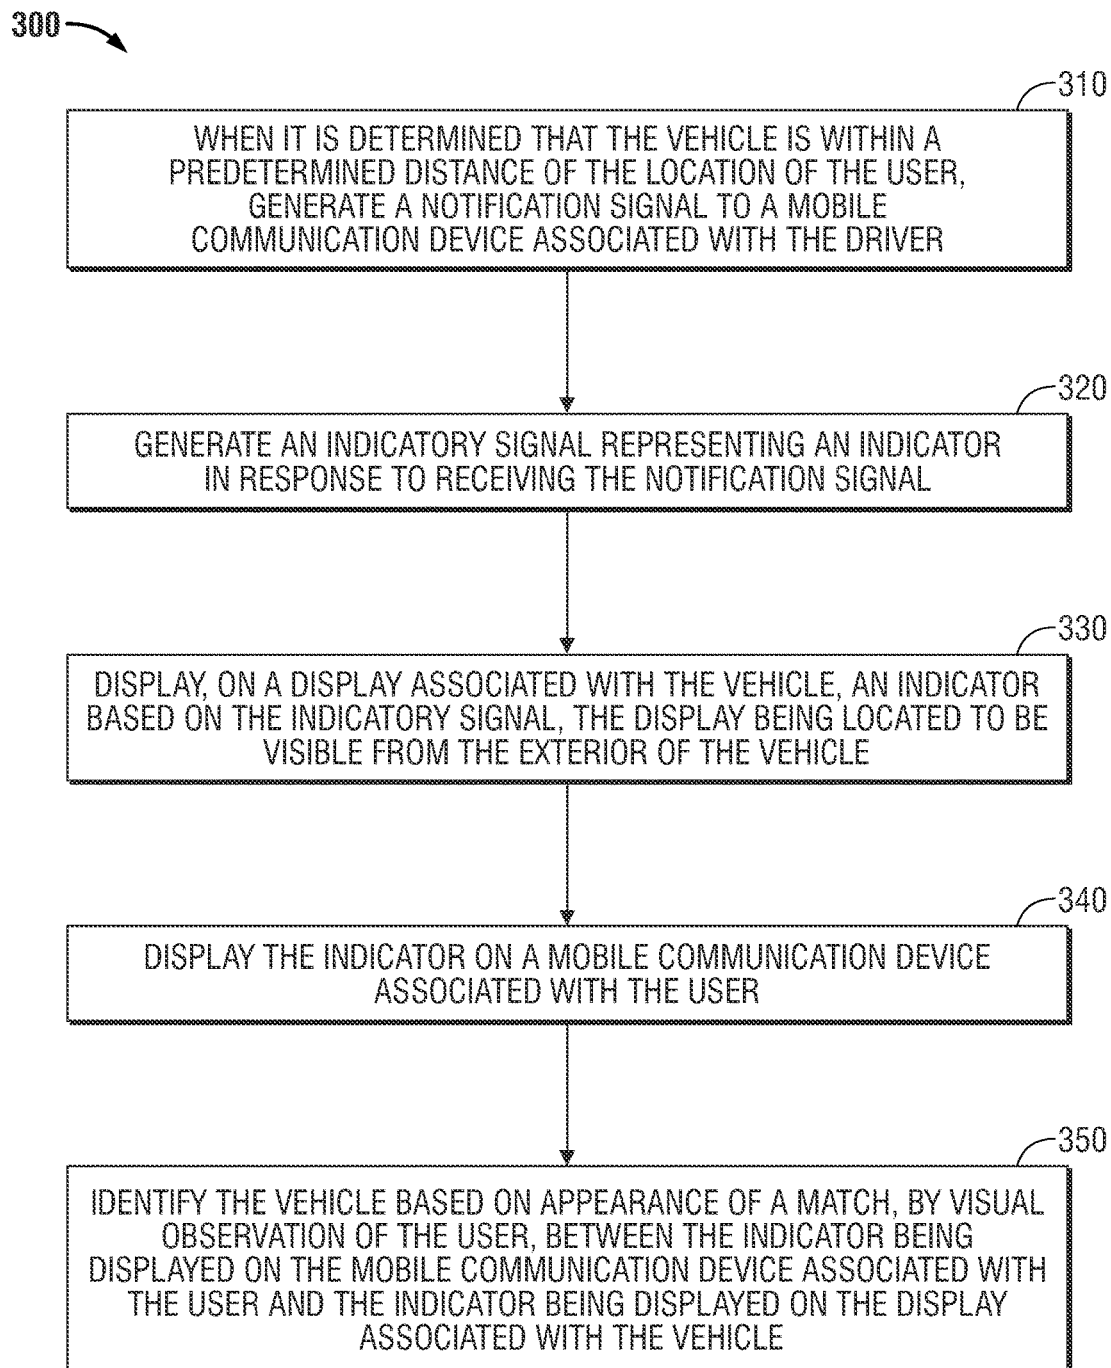 300
310
WHEN IT IS DETERMINED THAT THE VEHICLE IS WITHIN A
PREDETERMINED DISTANCE OF THE LOCATION OF THE USER,
GENERATE A NOTIFICATION SIGNAL TO A MOBILE
COMMUNICATION DEVICE ASSOCIATED WITH THE DRIVER
320
GENERATE AN INDICATORY SIGNAL REPRESENTING AN INDICATOR
IN RESPONSE TO RECEIVING THE NOTIFICATION SIGNAL
330
DISPLAY, ON A DISPLAY ASSOCIATED WITH THE VEHICLE, AN INDICATOR
BASED ON THE INDICATORY SIGNAL, THE DISPLAY BEING LOCATED TO BE
VISIBLE FROM THE EXTERIOR OF THE VEHICLE
340
DISPLAY THE INDICATOR ON A MOBILE COMMUNICATION DEVICE
ASSOCIATED WITH THE USER
350
IDENTIFY THE VEHICLE BASED ON APPEARANCE OF A MATCH, BY VISUAL
OBSERVATION OF THE USER, BETWEEN THE INDICATOR BEING
DISPLAYED ON THE MOBILE COMMUNICATION DEVICE ASSOCIATED WITH
THE USER AND THE INDICATOR BEING DISPLAYED ON THE DISPLAY
ASSOCIATED WITH THE VEHICLE